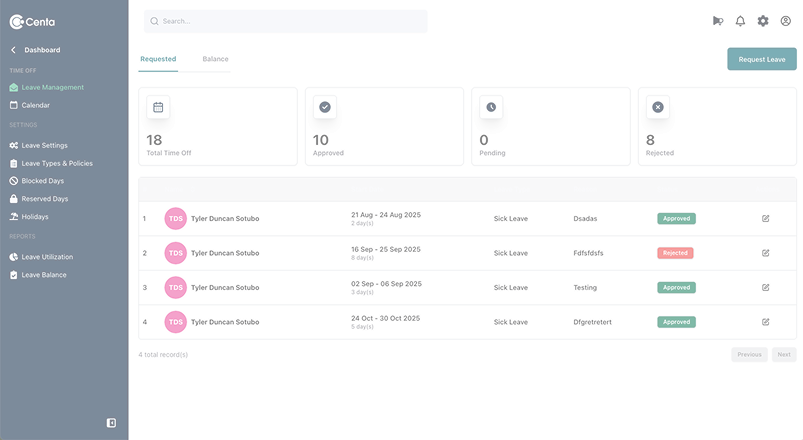 Centa
Search...
Dashboard
TIME OFF
Leave Management
Calendar
SETTINGS
Leave Settings
Leave Types & Policies
Blocked Days
Reserved Days
Holidays
REPORTS
Leave Utilization
Leave Balance
Requested Balance
Request Leave
18
Total Time Off
10
Approved
0
Pending
8
Rejected
1 TDS Tyler Duncan Sotubo 21 Aug - 24 Aug 2025 Sick Leave Dsadas Approved
2 day(s)
2 TDS Tyler Duncan Sotubo 16 Sep - 25 Sep 2025 Sick Leave Fdfsfdsfs Rejected
8 day(s)
3 TDS Tyler Duncan Sotubo 02 Sep - 06 Sep 2025 Sick Leave Testing Approved
3 day(s)
4 TDS Tyler Duncan Sotubo 24 Oct - 30 Oct 2025 Sick Leave Dfgretretert Approved
5 day(s)
4 total record(s)
Previous Next